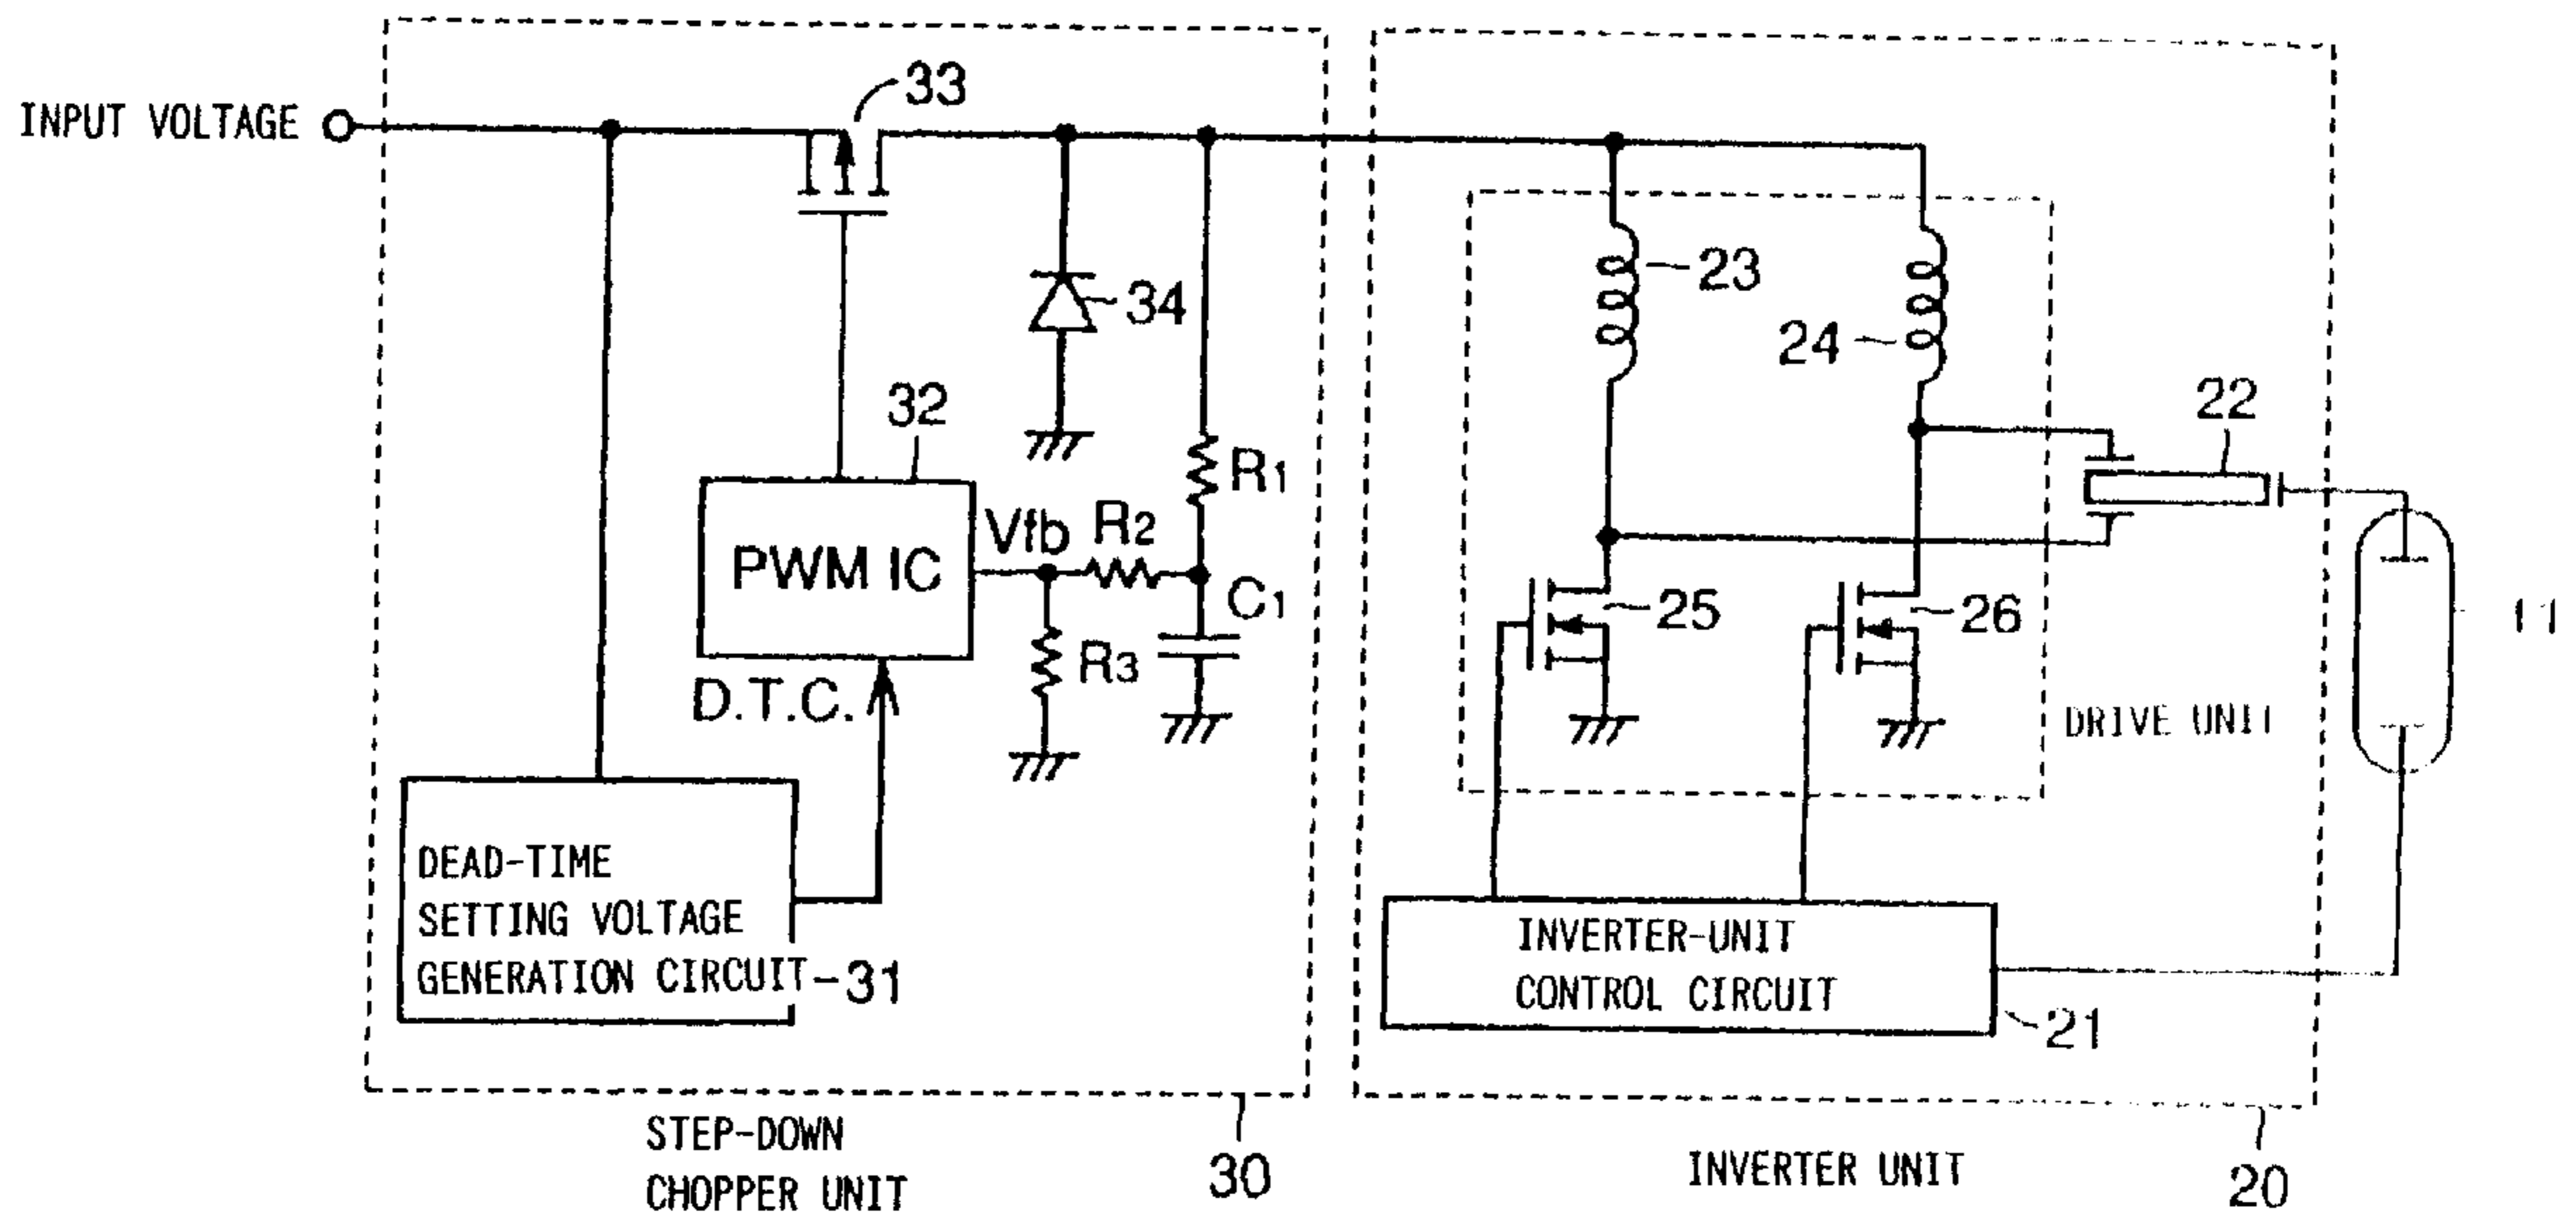 33
INPUT VOLTAGE
23
34
24
22
32
R1
Vfb
R2
PWM IC
C1
25
26
11
R3
D.T.C.
DRIVE UNIT
DEAD-TIME
SETTING VOLTAGE
GENERATION CIRCUIT
31
INVERTER-UNIT
CONTROL CIRCUIT
21
STEP-DOWN
CHOPPER UNIT
30
INVERTER UNIT
20